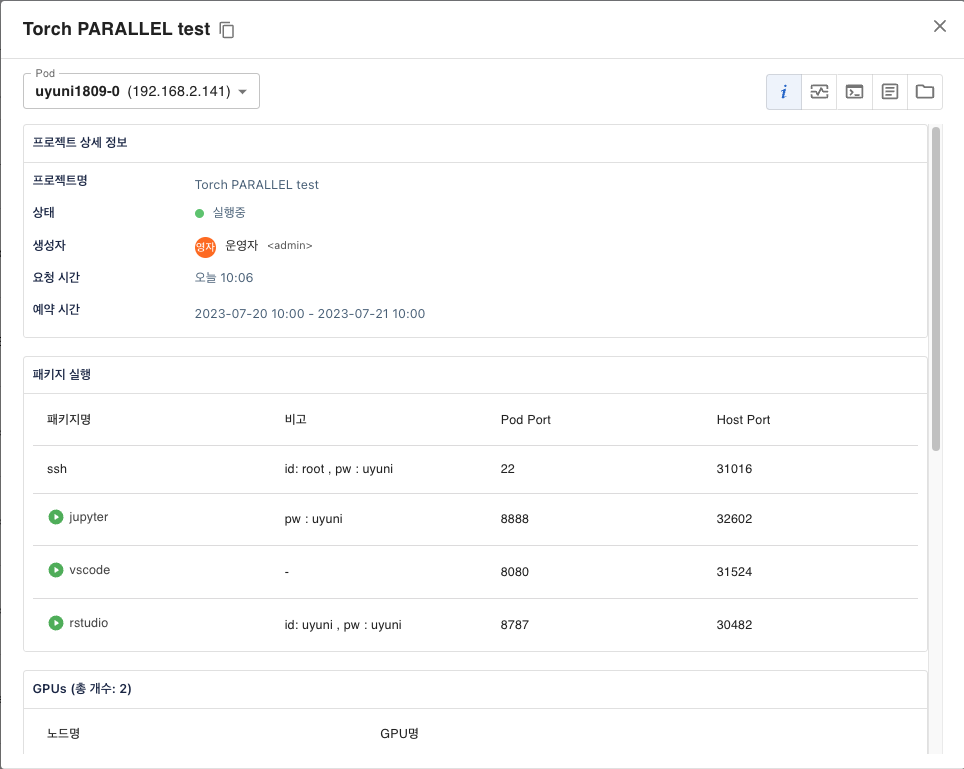 Torch PARALLEL test
Pod
uyuni1809-0 (192.168.2.141)
i
프로젝트 상세 정보
프로젝트명 Torch PARALLEL test
상태 실행중
생성자 영자 운영자 <admin>
요청 시간 오늘 10:06
예약 시간 2023-07-20 10:00 - 2023-07-21 10:00
패키지 실행
패키지명 비고 Pod Port Host Port
ssh id: root , pw : uyuni 22 31016
jupyter pw : uyuni 8888 32602
vscode - 8080 31524
rstudio id: uyuni , pw : uyuni 8787 30482
GPUs (총 개수: 2)
노드명 GPU명